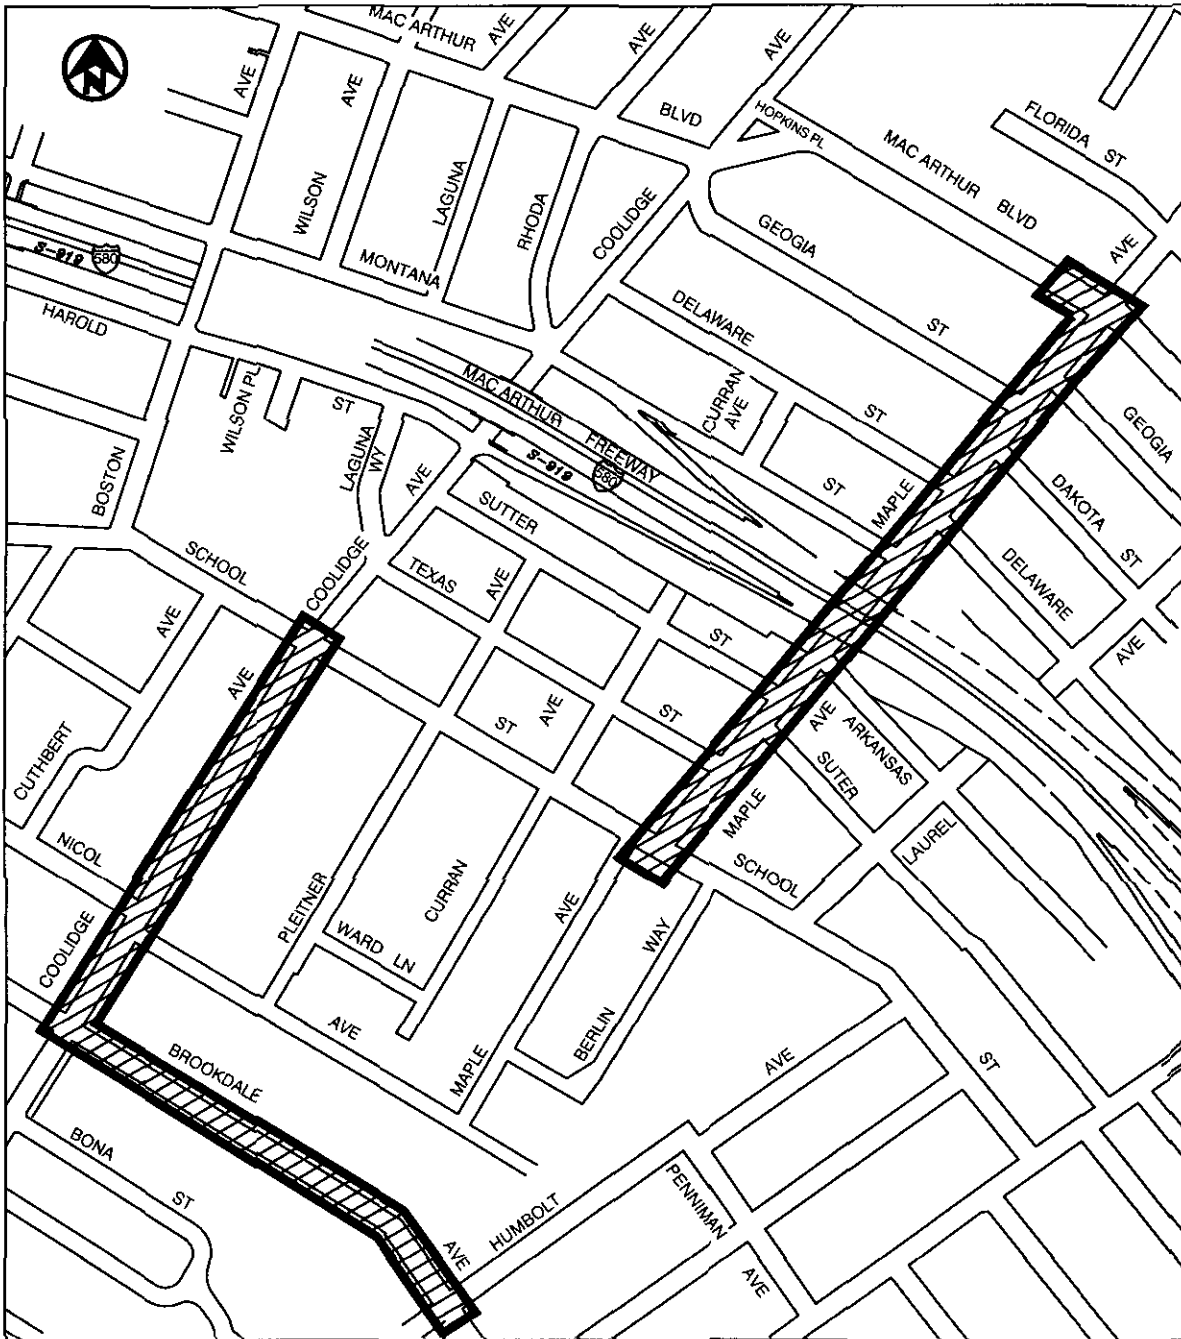 MAC ARTHUR
AVE
AVE
AVE
AVE
AVE
N
BLVD
HOPKINS PL
FLORIDA
ST
MAC ARTHUR
BLVD
WILSON
LAGUNA
RHODA
COOLIDGE
GEOGIA
ST
AVE
S-919
580
MONTANA
HAROLD
DELAWARE
ST
WILSON PL
ST
MAC ARTHUR
FREEWAY
CURRAN
AVE
GEOGIA
LAGUNA
WY
AVE
S-919
580
ST
MAPLE
DAKOTA
ST
BOSTON
SUTTER
SCHOOL
TEXAS
AVE
COOLIDGE
DELAWARE
AVE
AVE
ST
AVE
ST
AVE
ST
AVE
ARKANSAS
SUTER
CUTHBERT
MAPLE
LAUREL
NICOL
SCHOOL
COOLIDGE
PLEITNER
CURRAN
AVE
WARD LN
WAY
BERLIN
AVE
MAPLE
AVE
ST
BROOKDALE
BONA
ST
HUMBOLT
PENNIMAN
AVE
AVE